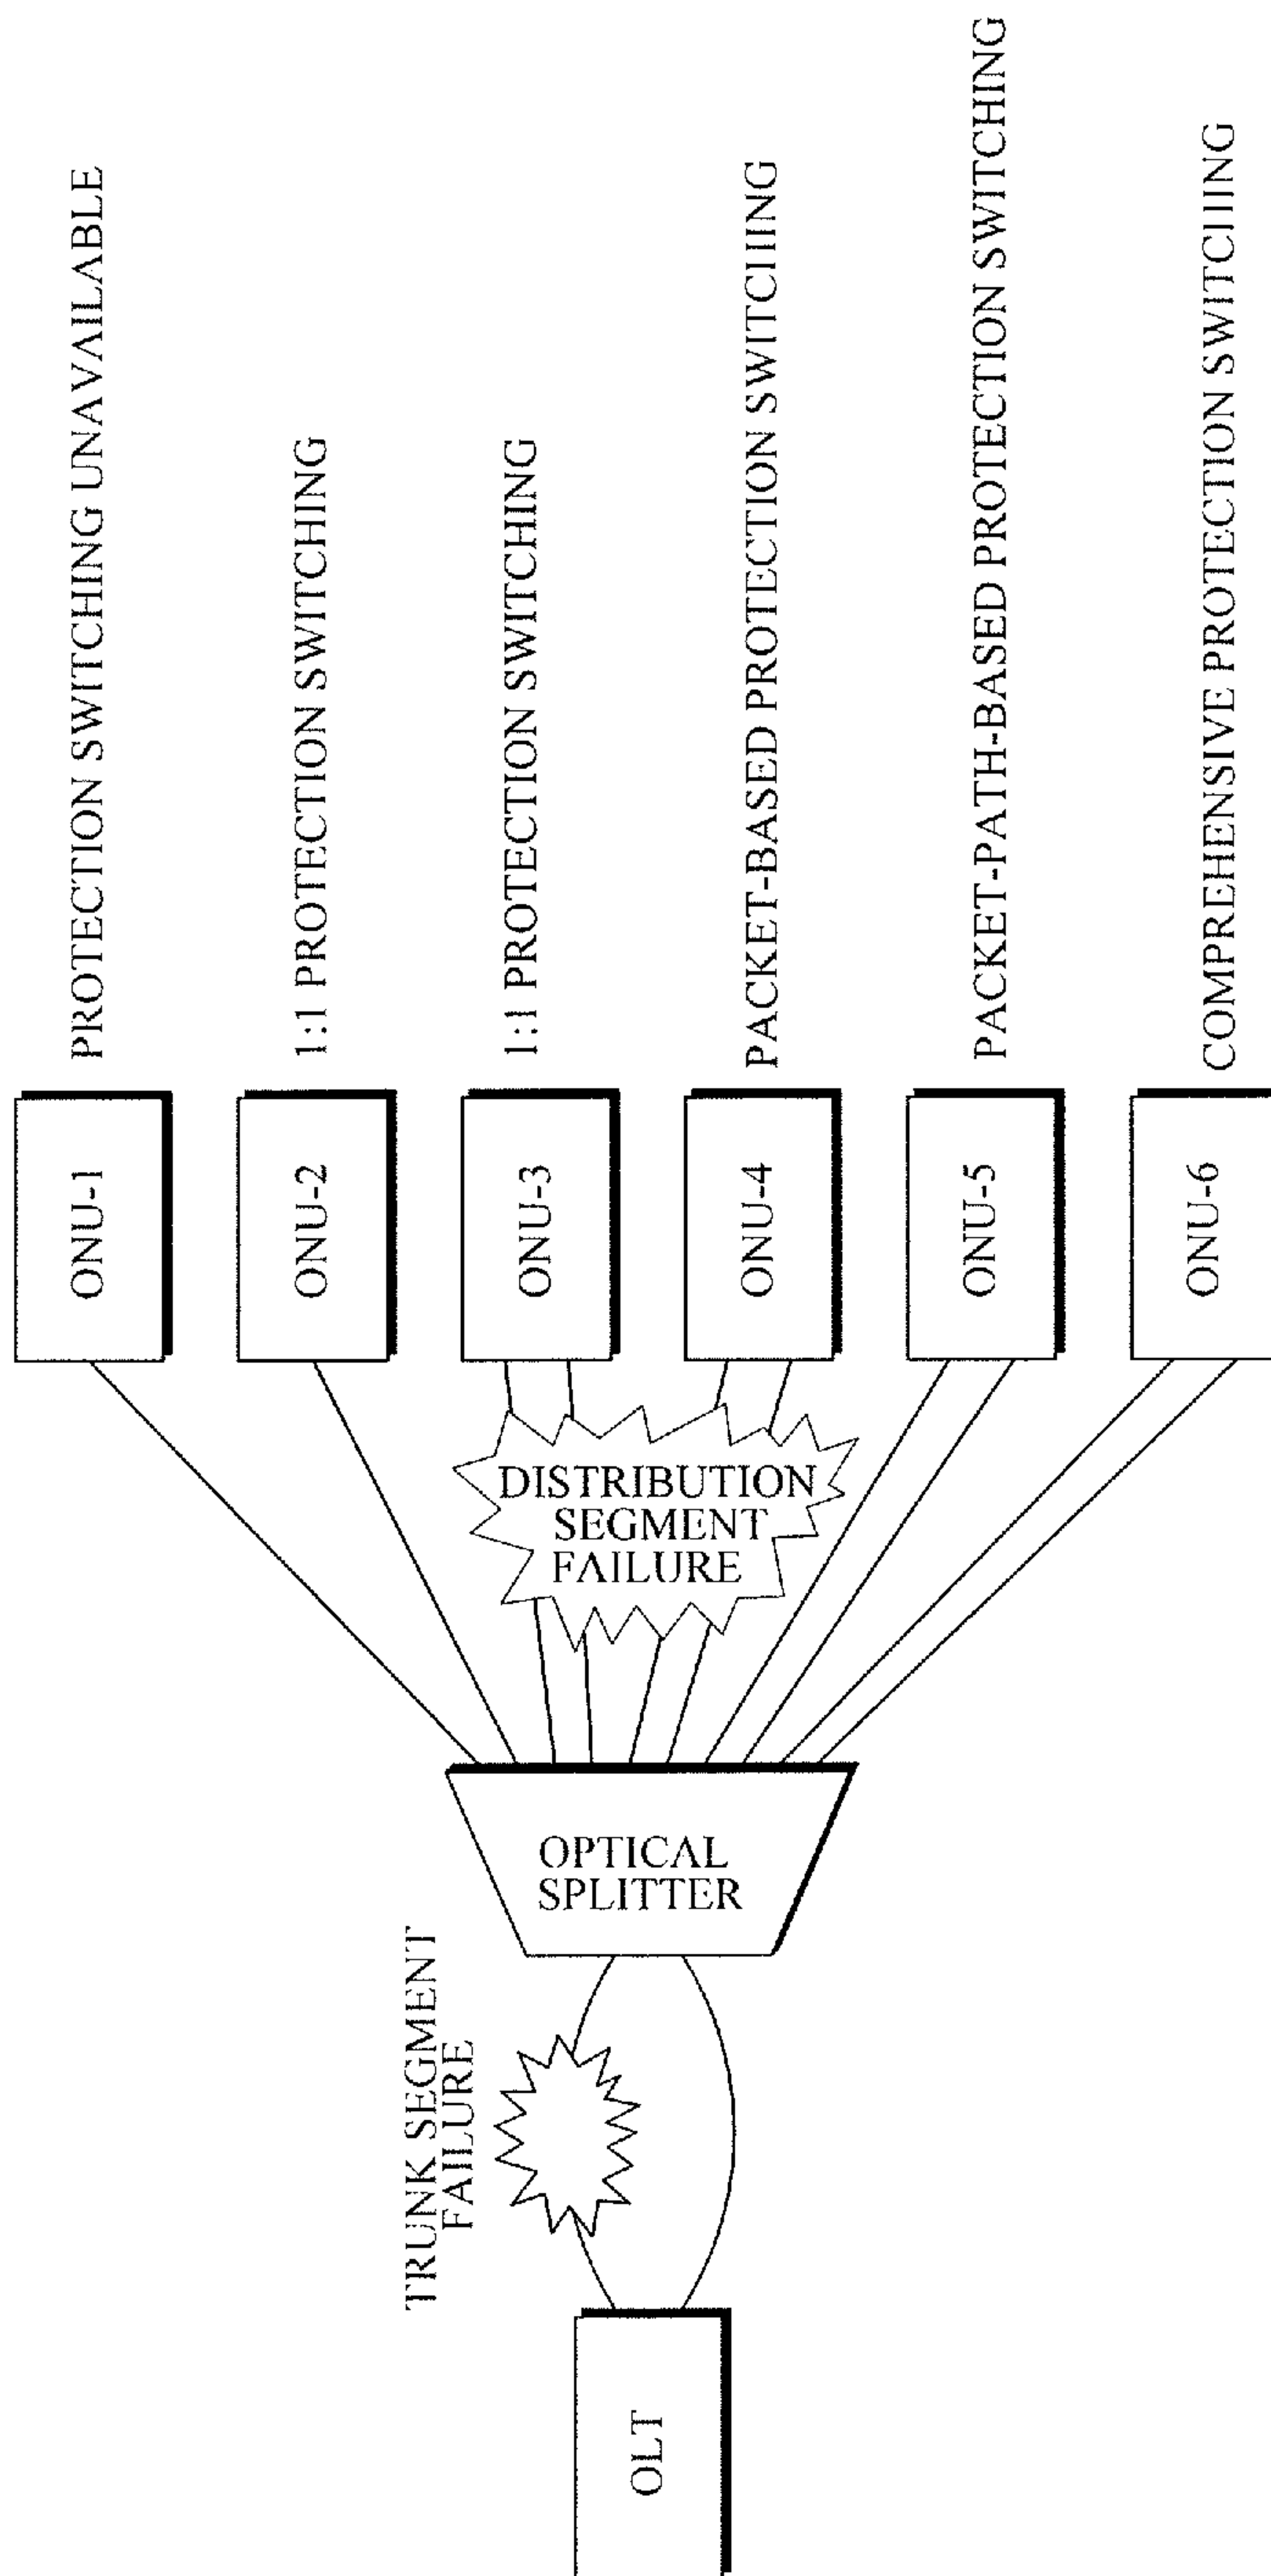 PROTECTION SWITCHING UNAVAILABLE
1:1 PROTECTION SWITCHING
1:1 PROTECTION SWITCHING
PACKET-BASED PROTECTION SWITCHING
PACKET-PATH-BASED PROTECTION SWITCHING
COMPREHENSIVE PROTECTION SWITCHING
ONU-1
ONU-2
ONU-3
ONU-4
ONU-5
ONU-6
DISTRIBUTION
SEGMENT
FAILURE
OPTICAL
SPLITTER
TRUNK SEGMENT
FAILURE
OLT